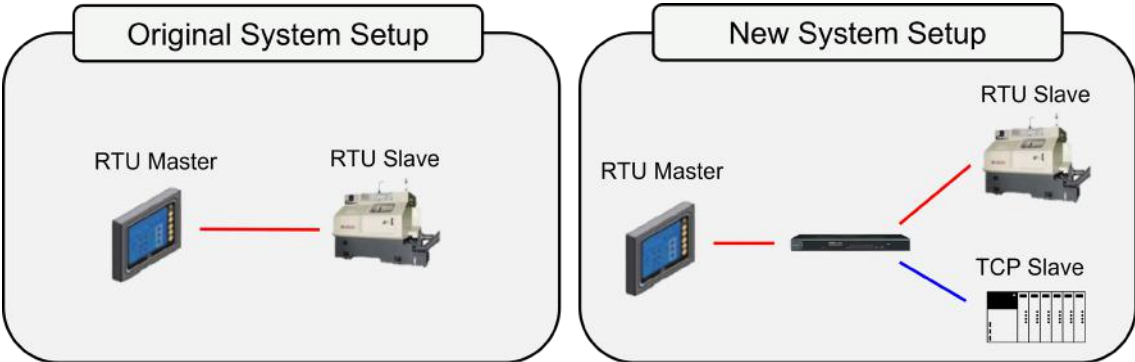 Original System Setup
RTU Master
RTU Slave
New System Setup
RTU Slave
RTU Master
TCP Slave